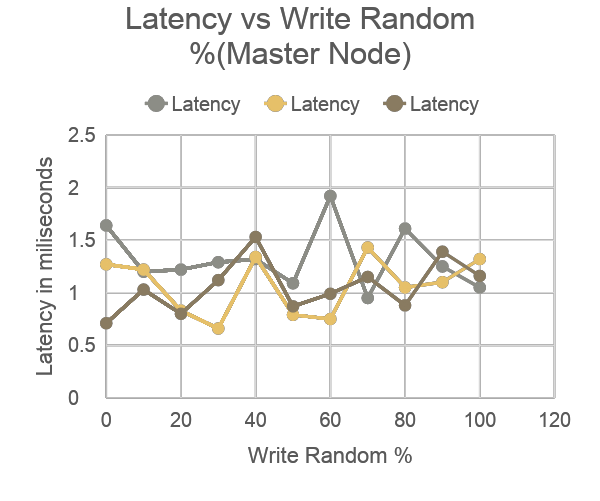 Latency vs Write Random
%(Master Node)
Latency Latency Latency
2.5
2
1.5
1
0.5
0
0 20 40 60 80 100 120
Latency in miliseconds
Write Random %